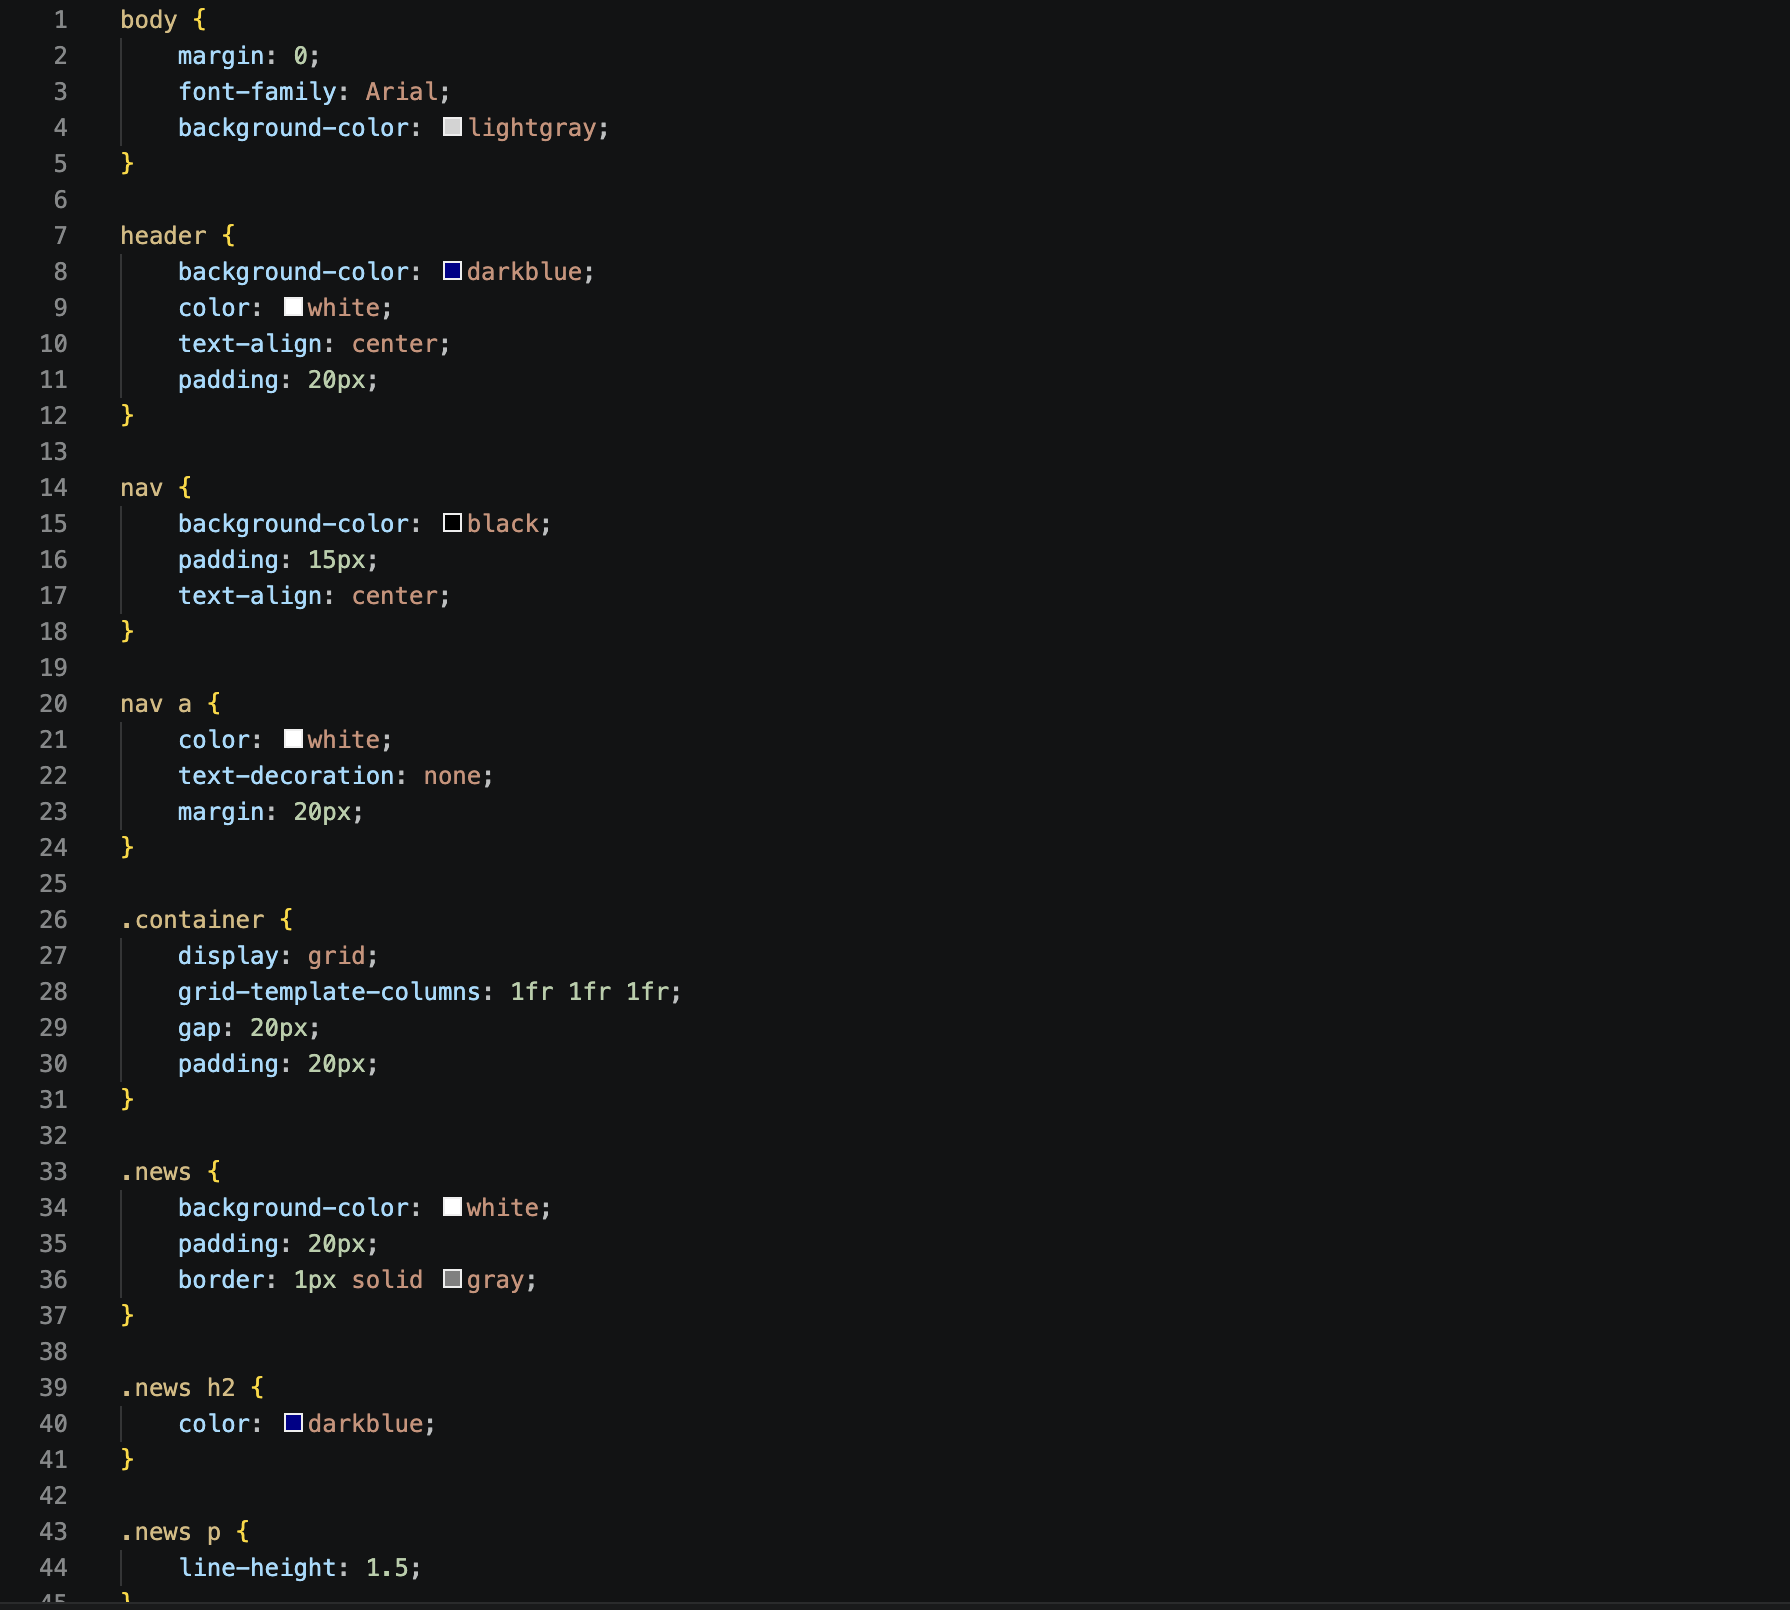 1 body {
2     margin: 0;
3     font-family: Arial;
4     background-color: lightgray;
5 }
6
7 header {
8     background-color: darkblue;
9     color: white;
10     text-align: center;
11     padding: 20px;
12 }
13
14 nav {
15     background-color: black;
16     padding: 15px;
17     text-align: center;
18 }
19
20 nav a {
21     color: white;
22     text-decoration: none;
23     margin: 20px;
24 }
25
26 .container {
27     display: grid;
28     grid-template-columns: 1fr 1fr 1fr;
29     gap: 20px;
30     padding: 20px;
31 }
32
33 .news {
34     background-color: white;
35     padding: 20px;
36     border: 1px solid gray;
37 }
38
39 .news h2 {
40     color: darkblue;
41 }
42
43 .news p {
44     line-height: 1.5;
45 }